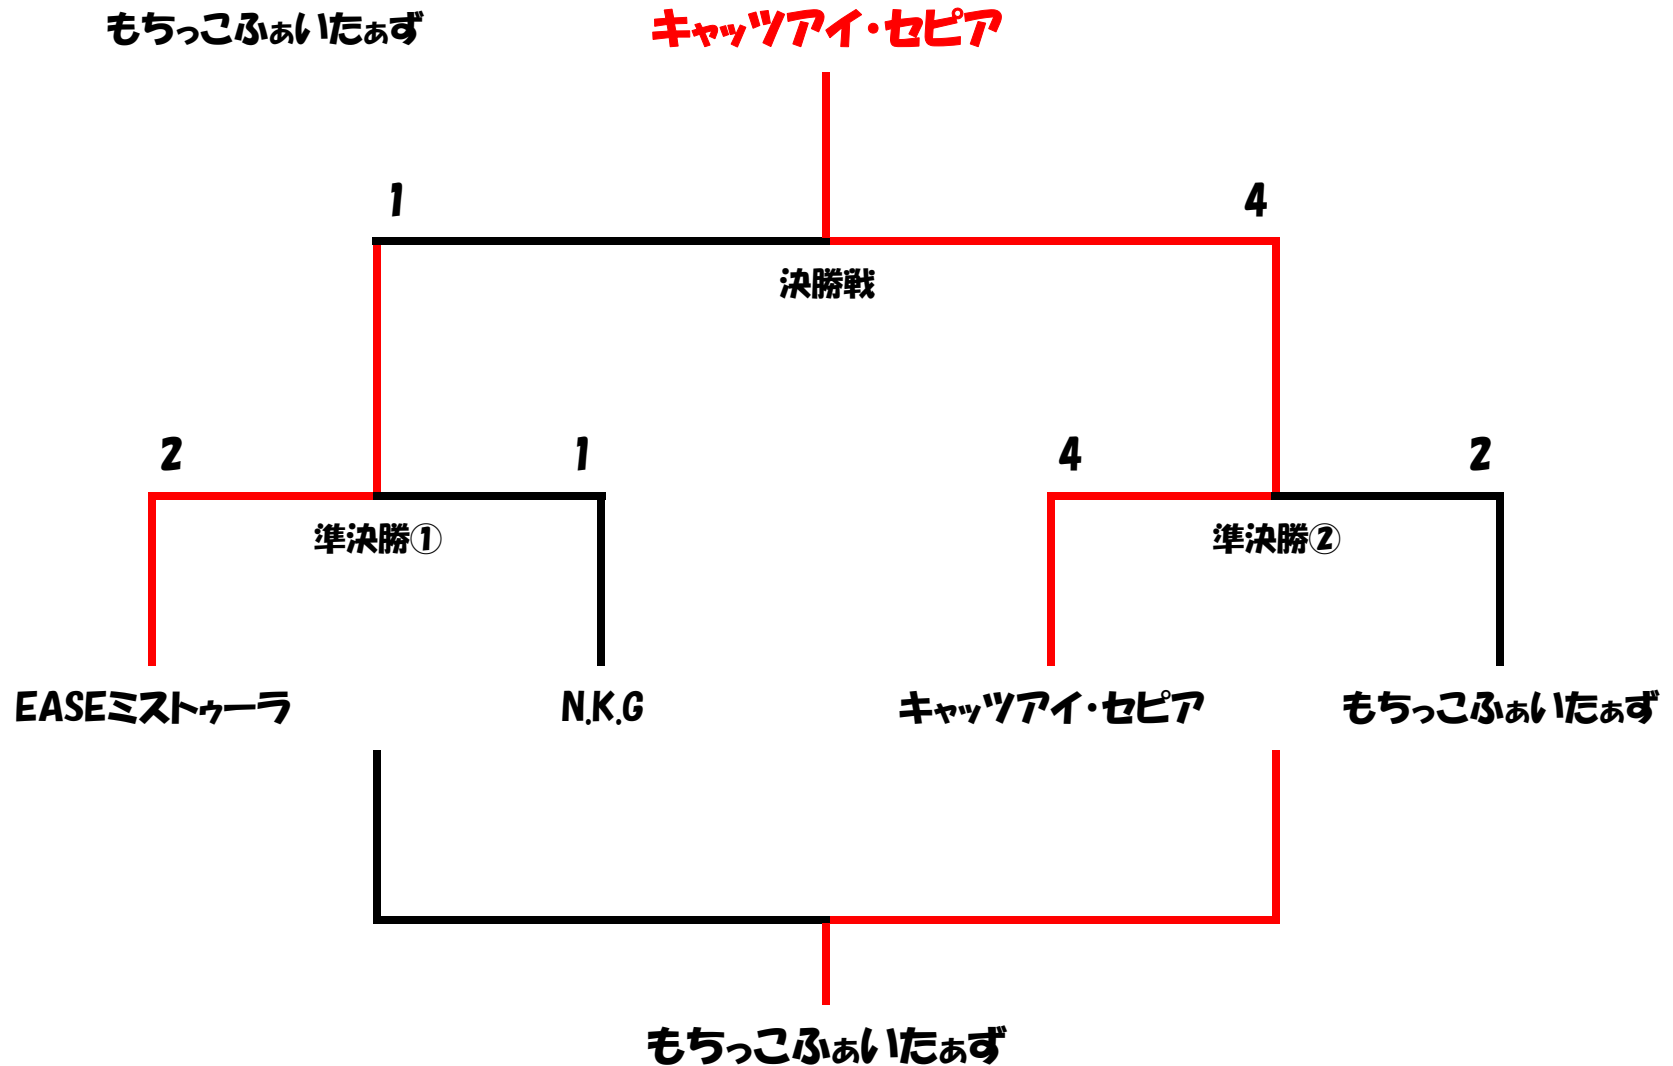 もちっこふぁいたぁず
キャッツアイ・セピア
1
4
決勝戦
2
1
4
2
準決勝①
準決勝②
EASEミストゥーラ
N.K.G
キャッツアイ・セピア
もちっこふぁいたぁず
もちっこふぁいたぁず